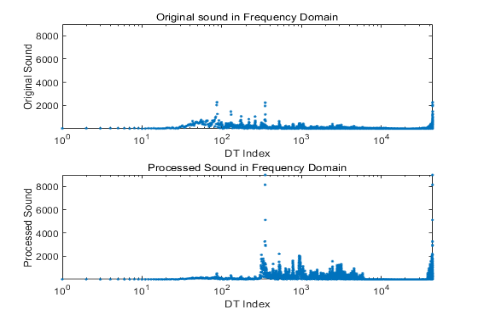 Original sound in Frequency Domain
8000
6000
4000
2000
Original Sound
10^0 10^1 10^2 10^3 10^4
DT Index
Processed Sound in Frequency Domain
8000
6000
4000
2000
Processed Sound
10^0 10^1 10^2 10^3 10^4
DT Index